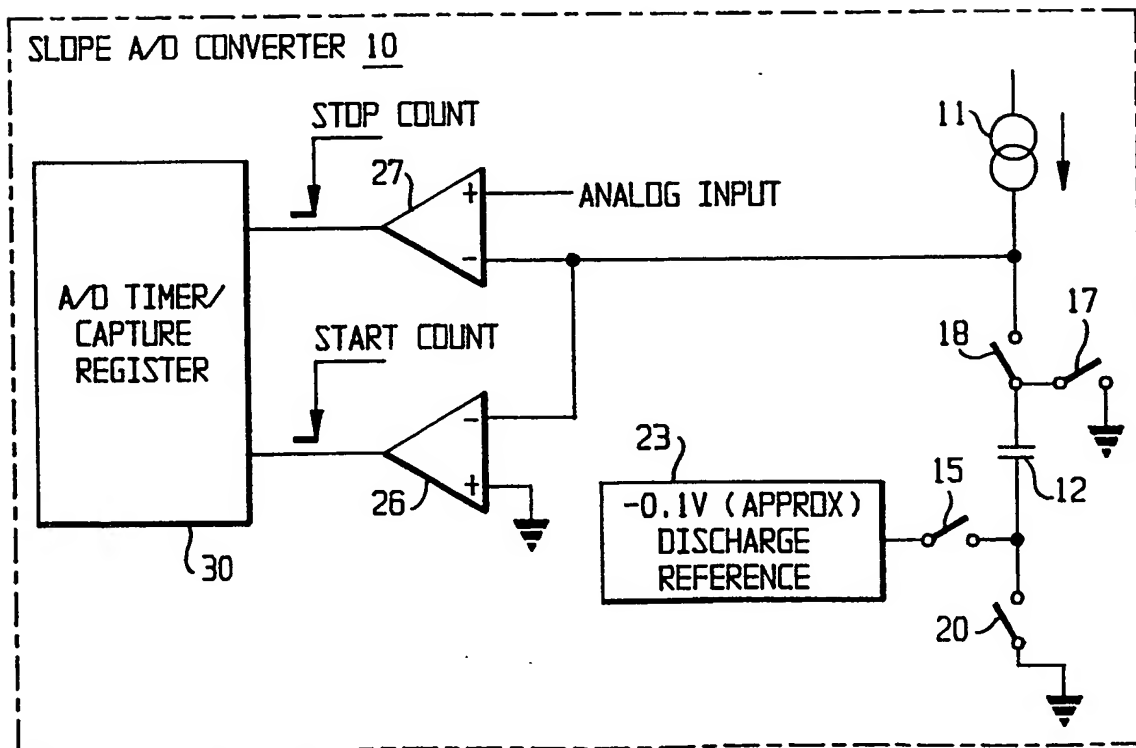 SLOPE A/D CONVERTER 10
11
STOP COUNT
27
+
ANALOG INPUT
-
A/D TIMER/
CAPTURE
REGISTER
START COUNT
18
17
-
+
26
23
15
12
-0.1V (APPROX)
DISCHARGE
REFERENCE
30
20